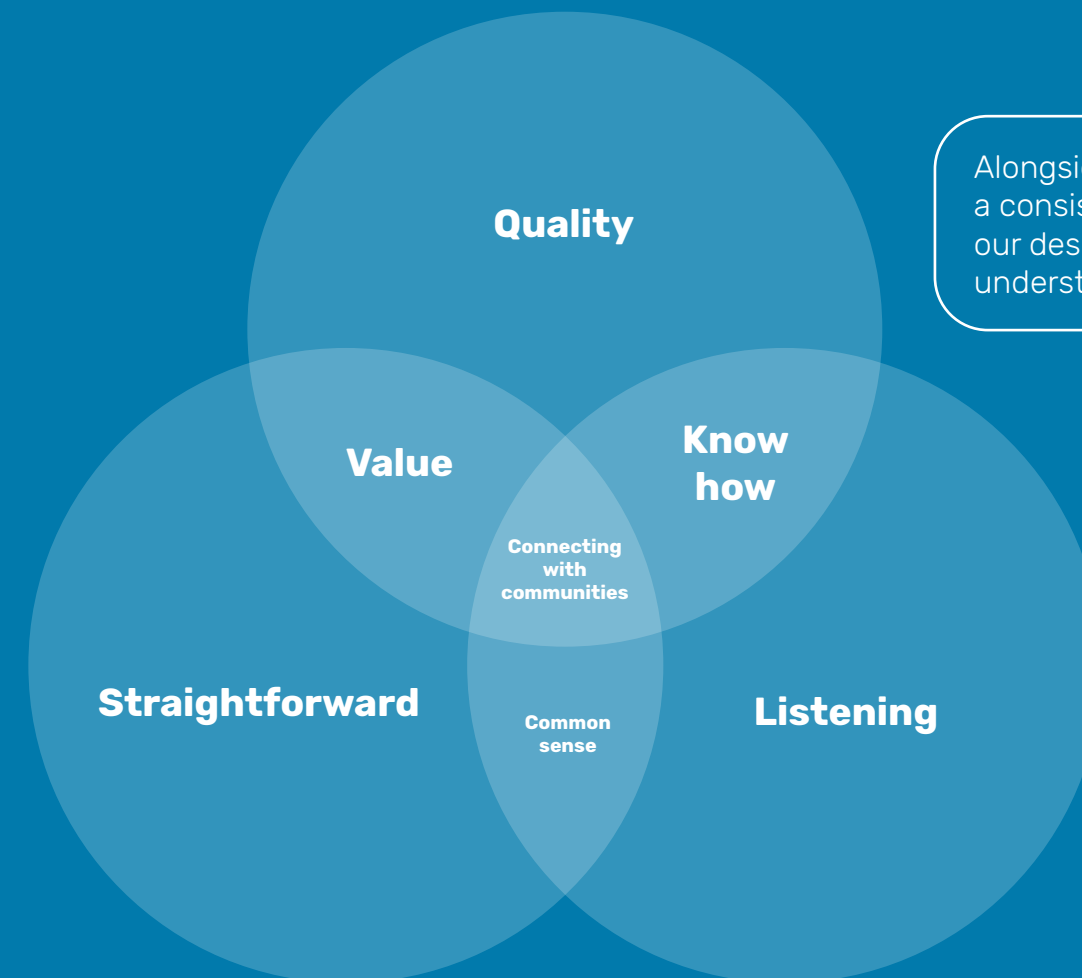 Quality
Alongsi
a consis
our des
underst
Know
how
Value
Connecting
with
communities
Straightforward
Listening
Common
sense